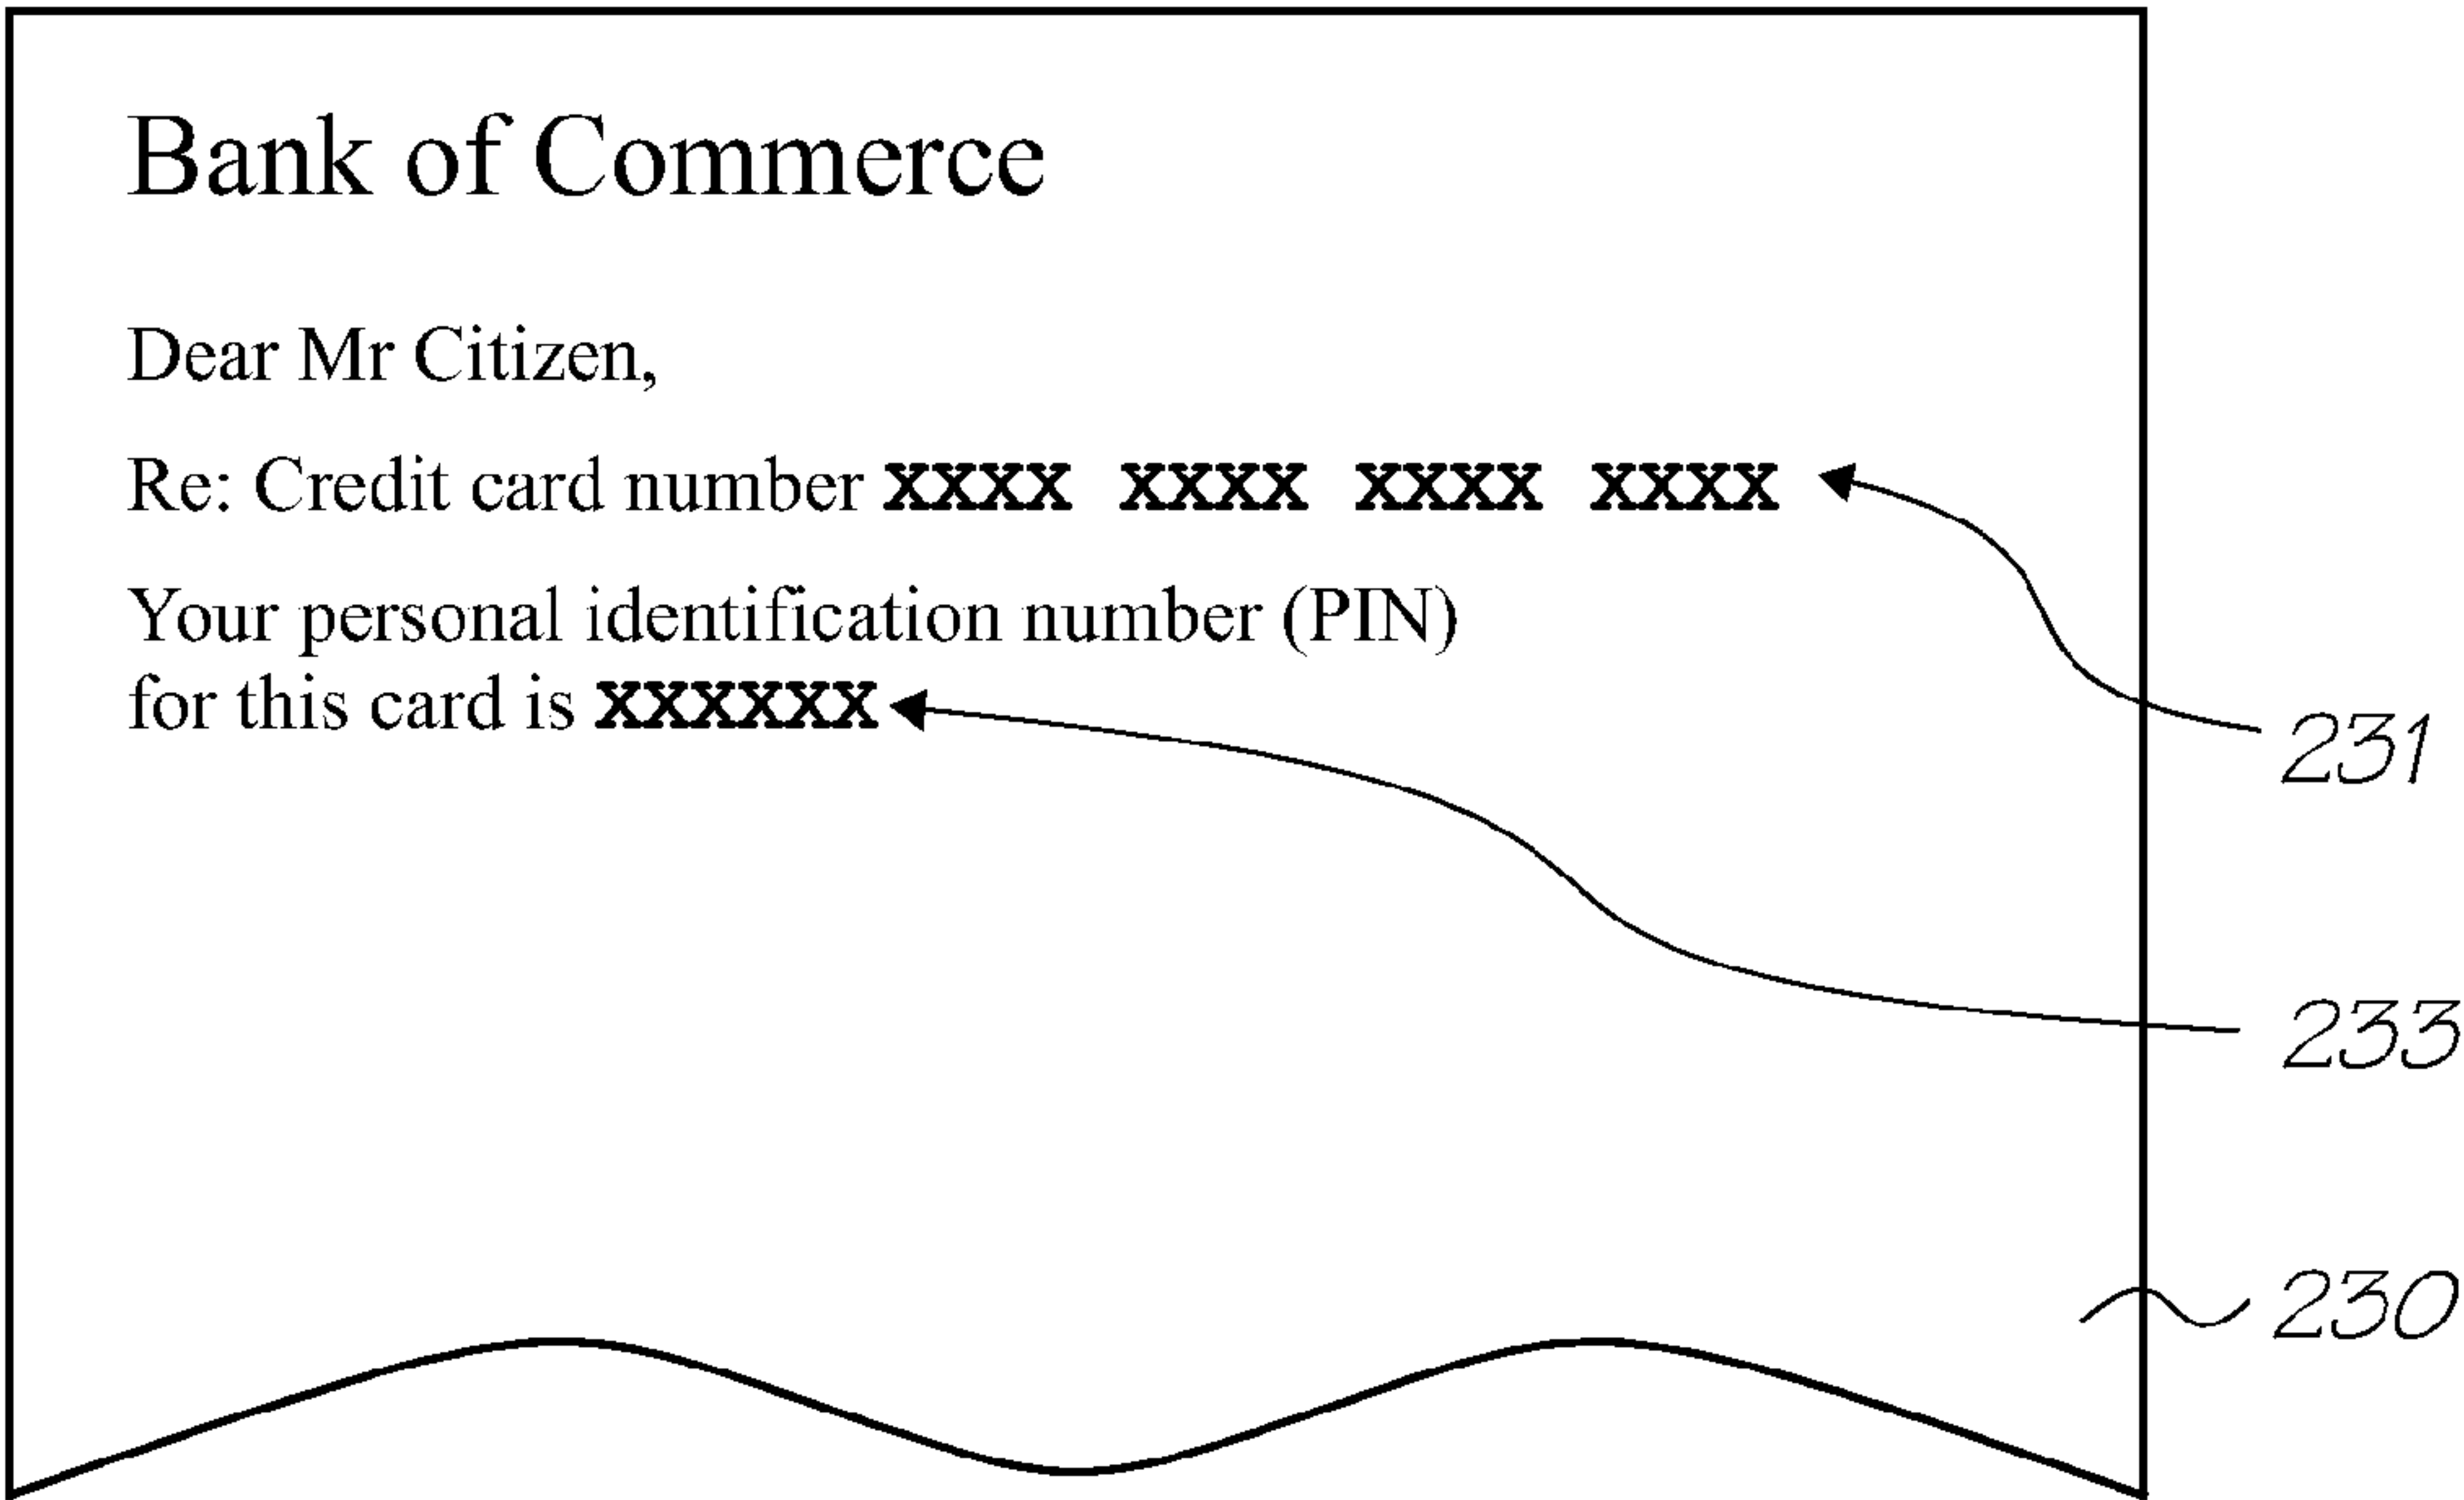 Bank of Commerce
Dear Mr Citizen,
Re: Credit card number xxxx xxxx xxxx xxxx
Your personal identification number (PIN)
for this card is xxxxxx
231
233
230